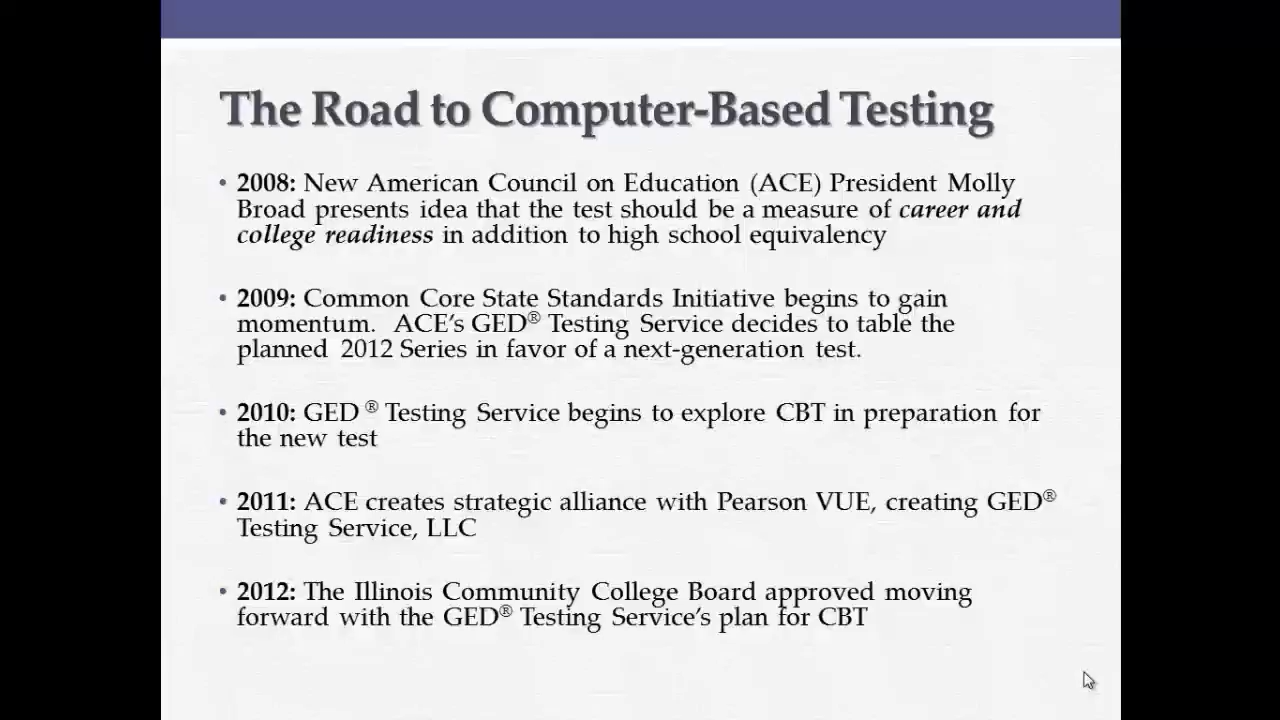 The Road to Computer-Based Testing
• 2008: New American Council on Education (ACE) President Molly
Broad presents idea that the test should be a measure of career and
college readiness in addition to high school equivalency
• 2009: Common Core State Standards Initiative begins to gain
momentum. ACE’s GED® Testing Service decides to table the
planned 2012 Series in favor of a next-generation test.
• 2010: GED ® Testing Service begins to explore CBT in preparation for
the new test
• 2011: ACE creates strategic alliance with Pearson VUE, creating GED®
Testing Service, LLC
• 2012: The Illinois Community College Board approved moving
forward with the GED® Testing Service’s plan for CBT